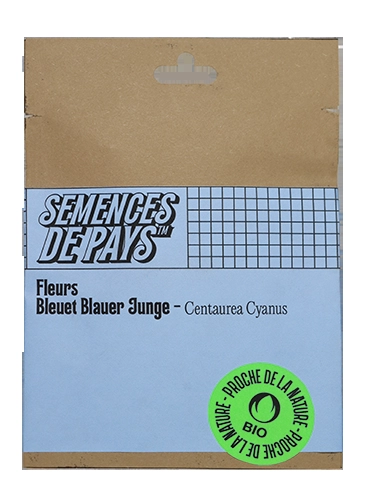 SEMENCES
DE PAYS™
Fleurs
Bleuet Blauer Junge – Centaurea Cyanus
PROCHE DE LA NATURE -
BIO
PROCHE DE LA NATURE -